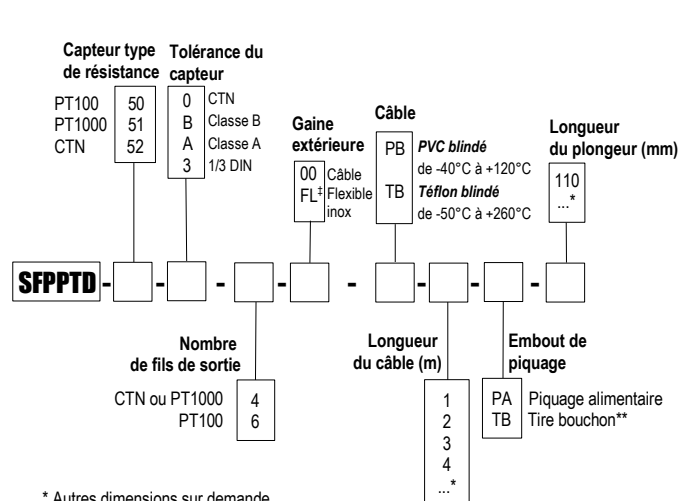 Capteur type de résistance
PT100 50
PT1000 51
CTN 52
Tolérance du capteur
0 CTN
B Classe B
A Classe A
3 1/3 DIN
Gaine extérieure
00 Câble
FL‡ Flexible inox
Câble
PB PVC blindé
de -40°C à +120°C
TB Téflon blindé
de -50°C à +260°C
Longueur du plongeur (mm)
110
...*
SFPPTD - - - - - - -
Nombre de fils de sortie
CTN ou PT1000 4
PT100 6
Longueur du câble (m)
1
2
3
4
...*
Embout de piquage
PA Piquage alimentaire
TB Tire bouchon**
* Autres dimensions sur demande